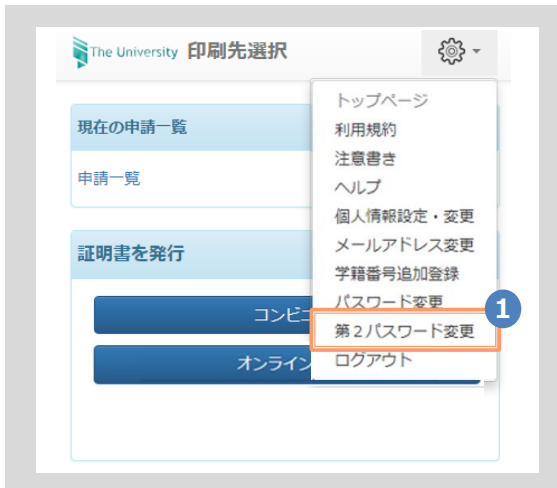 The University 印刷先選択
現在の申請一覧
申請一覧
証明書を発行
コンビニ
オンライン
トップページ
利用規約
注意書き
ヘルプ
個人情報設定・変更
メールアドレス変更
学籍番号追加登録
パスワード変更
1
第2パスワード変更
ログアウト